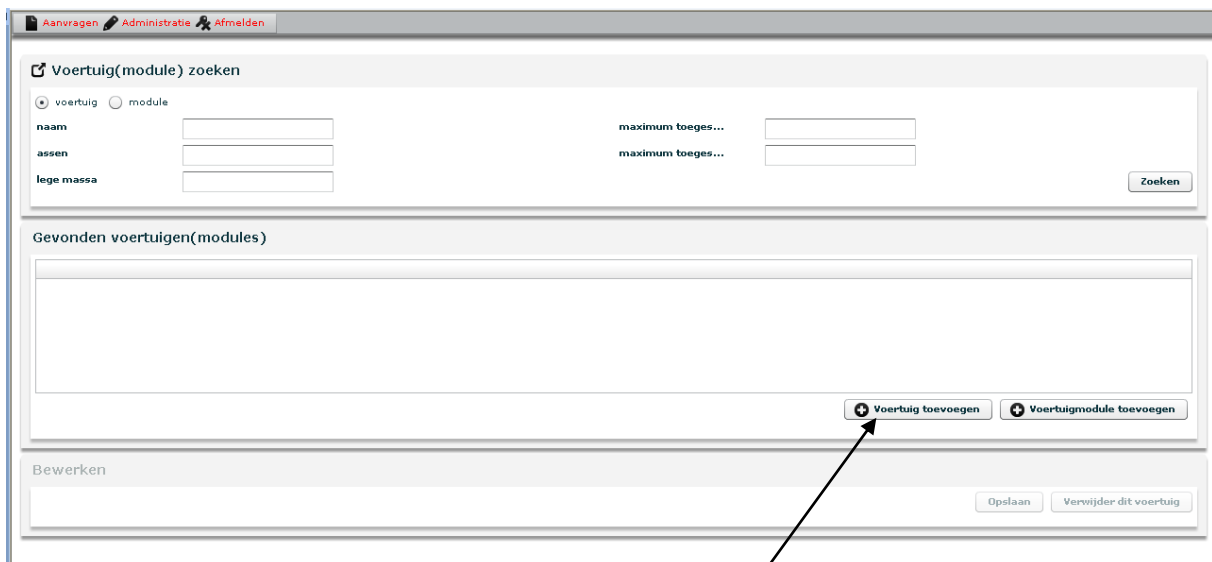 Aanvragen Administratie Afmelden
Voertuig(module) zoeken
voertuig module
naam maximum toeges...
assen maximum toeges...
lege massa Zoeken
Gevonden voertuigen(modules)
Voertuig toevoegen Voertuigmodule toevoegen
Bewerken
Opslaan Verwijder dit voertuig